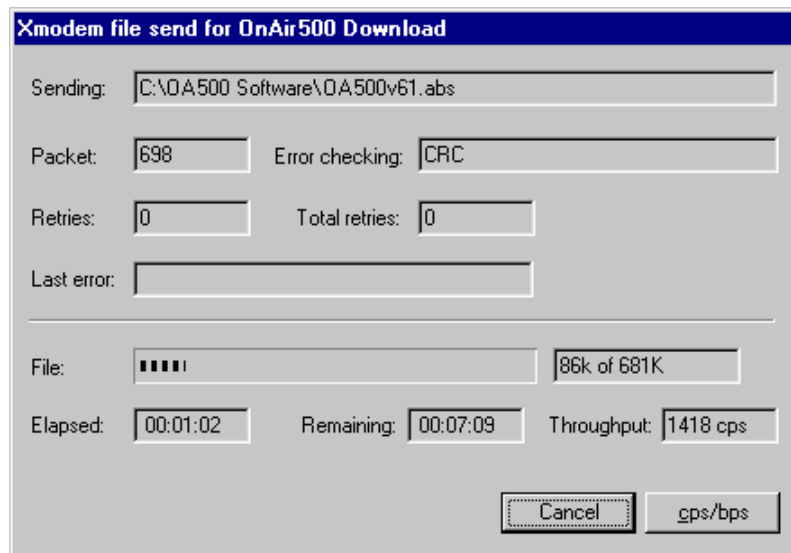 Xmodem file send for OnAir500 Download
Sending: C:\OA500 Software\OA500v61.abs
Packet: 698 Error checking: CRC
Retries: 0 Total retries: 0
Last error:
File: 86k of 681K
Elapsed: 00:01:02 Remaining: 00:07:09 Throughput: 1418 cps
Cancel cps/bps